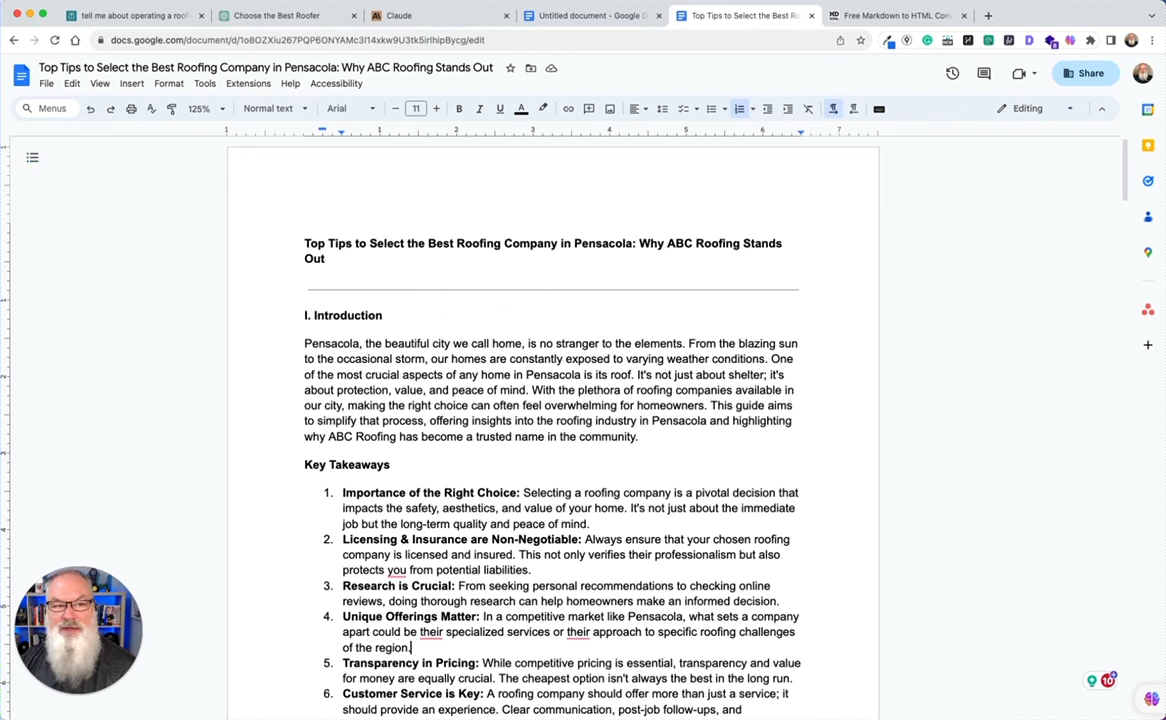 tell me about operating a roof
Choose the Best Roofer
Claude
Untitled document - Google D
Top Tips to Select the Best Ro
Free Markdown to HTML Con
docs.google.com/document/d/1o8OZXiu267PQP6ONYAMc3l14xkw9U3tk5irlhipBycg/edit
Top Tips to Select the Best Roofing Company in Pensacola: Why ABC Roofing Stands Out
Share
File Edit View Insert Format Tools Extensions Help Accessibility
Menus 125% Normal text Arial 11 Editing
1 1 2 3 4 5 6 7
Top Tips to Select the Best Roofing Company in Pensacola: Why ABC Roofing Stands
Out
I. Introduction
Pensacola, the beautiful city we call home, is no stranger to the elements. From the blazing sun
to the occasional storm, our homes are constantly exposed to varying weather conditions. One
of the most crucial aspects of any home in Pensacola is its roof. It's not just about shelter; it's
about protection, value, and peace of mind. With the plethora of roofing companies available in
our city, making the right choice can often feel overwhelming for homeowners. This guide aims
to simplify that process, offering insights into the roofing industry in Pensacola and highlighting
why ABC Roofing has become a trusted name in the community.
Key Takeaways
1. Importance of the Right Choice: Selecting a roofing company is a pivotal decision that
impacts the safety, aesthetics, and value of your home. It's not just about the immediate
job but the long-term quality and peace of mind.
2. Licensing & Insurance are Non-Negotiable: Always ensure that your chosen roofing
company is licensed and insured. This not only verifies their professionalism but also
protects you from potential liabilities.
3. Research is Crucial: From seeking personal recommendations to checking online
reviews, doing thorough research can help homeowners make an informed decision.
4. Unique Offerings Matter: In a competitive market like Pensacola, what sets a company
apart could be their specialized services or their approach to specific roofing challenges
of the region.
5. Transparency in Pricing: While competitive pricing is essential, transparency and value
for money are equally crucial. The cheapest option isn't always the best in the long run.
6. Customer Service is Key: A roofing company should offer more than just a service; it
should provide an experience. Clear communication, post-job follow-ups, and
10